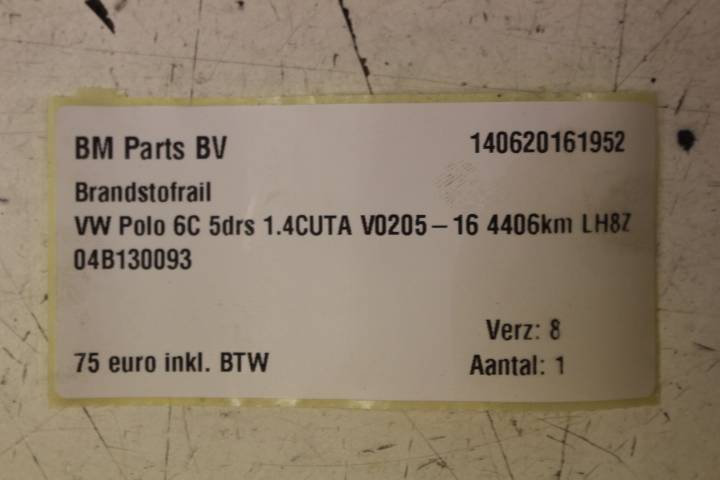 BM Parts BV 140620161952
Brandstofrail
VW Polo 6C 5drs 1.4CUTA V0205-16 4406km LH8Z
04B130093
Verz: 8
75 euro inkl. BTW Aantal: 1